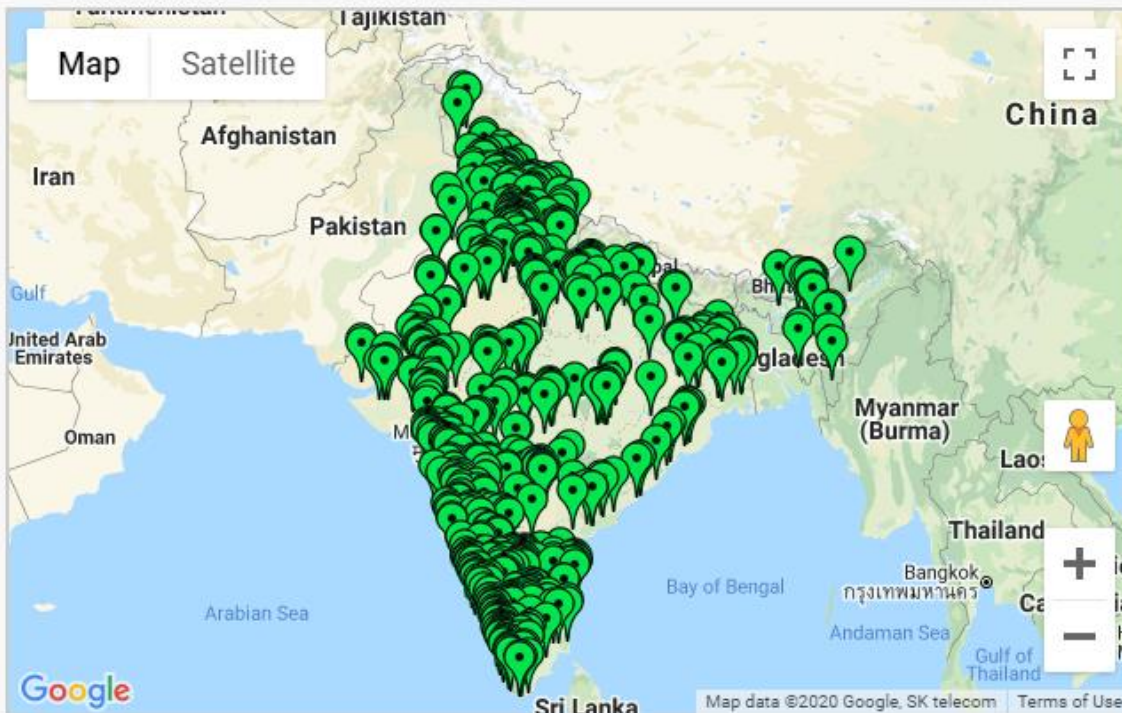 Tajikistan
Map
Satellite
China
Afghanistan
Iran
Pakistan
Gulf
United Arab
Emirates
Oman
Myanmar
(Burma)
Thailand
Bangkok
กรุงเทพมหานคร
Bay of Bengal
Arabian Sea
Andaman Sea
Gulf of
Thailand
Sri Lanka
Google
Map data ©2020 Google, SK telecom
Terms of Use